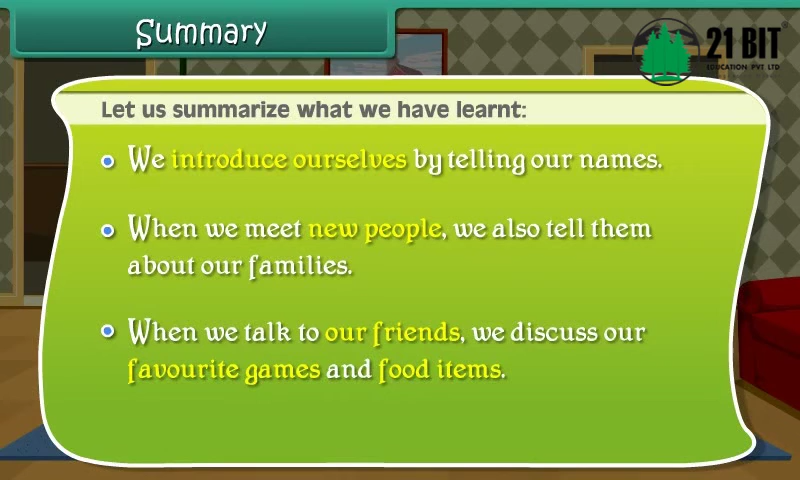 Summary
21 BIT®
EDUCATION PVT LTD
Let us summarize what we have learnt:
We introduce ourselves by telling our names.
When we meet new people, we also tell them
about our families.
When we talk to our friends, we discuss our
favourite games and food items.